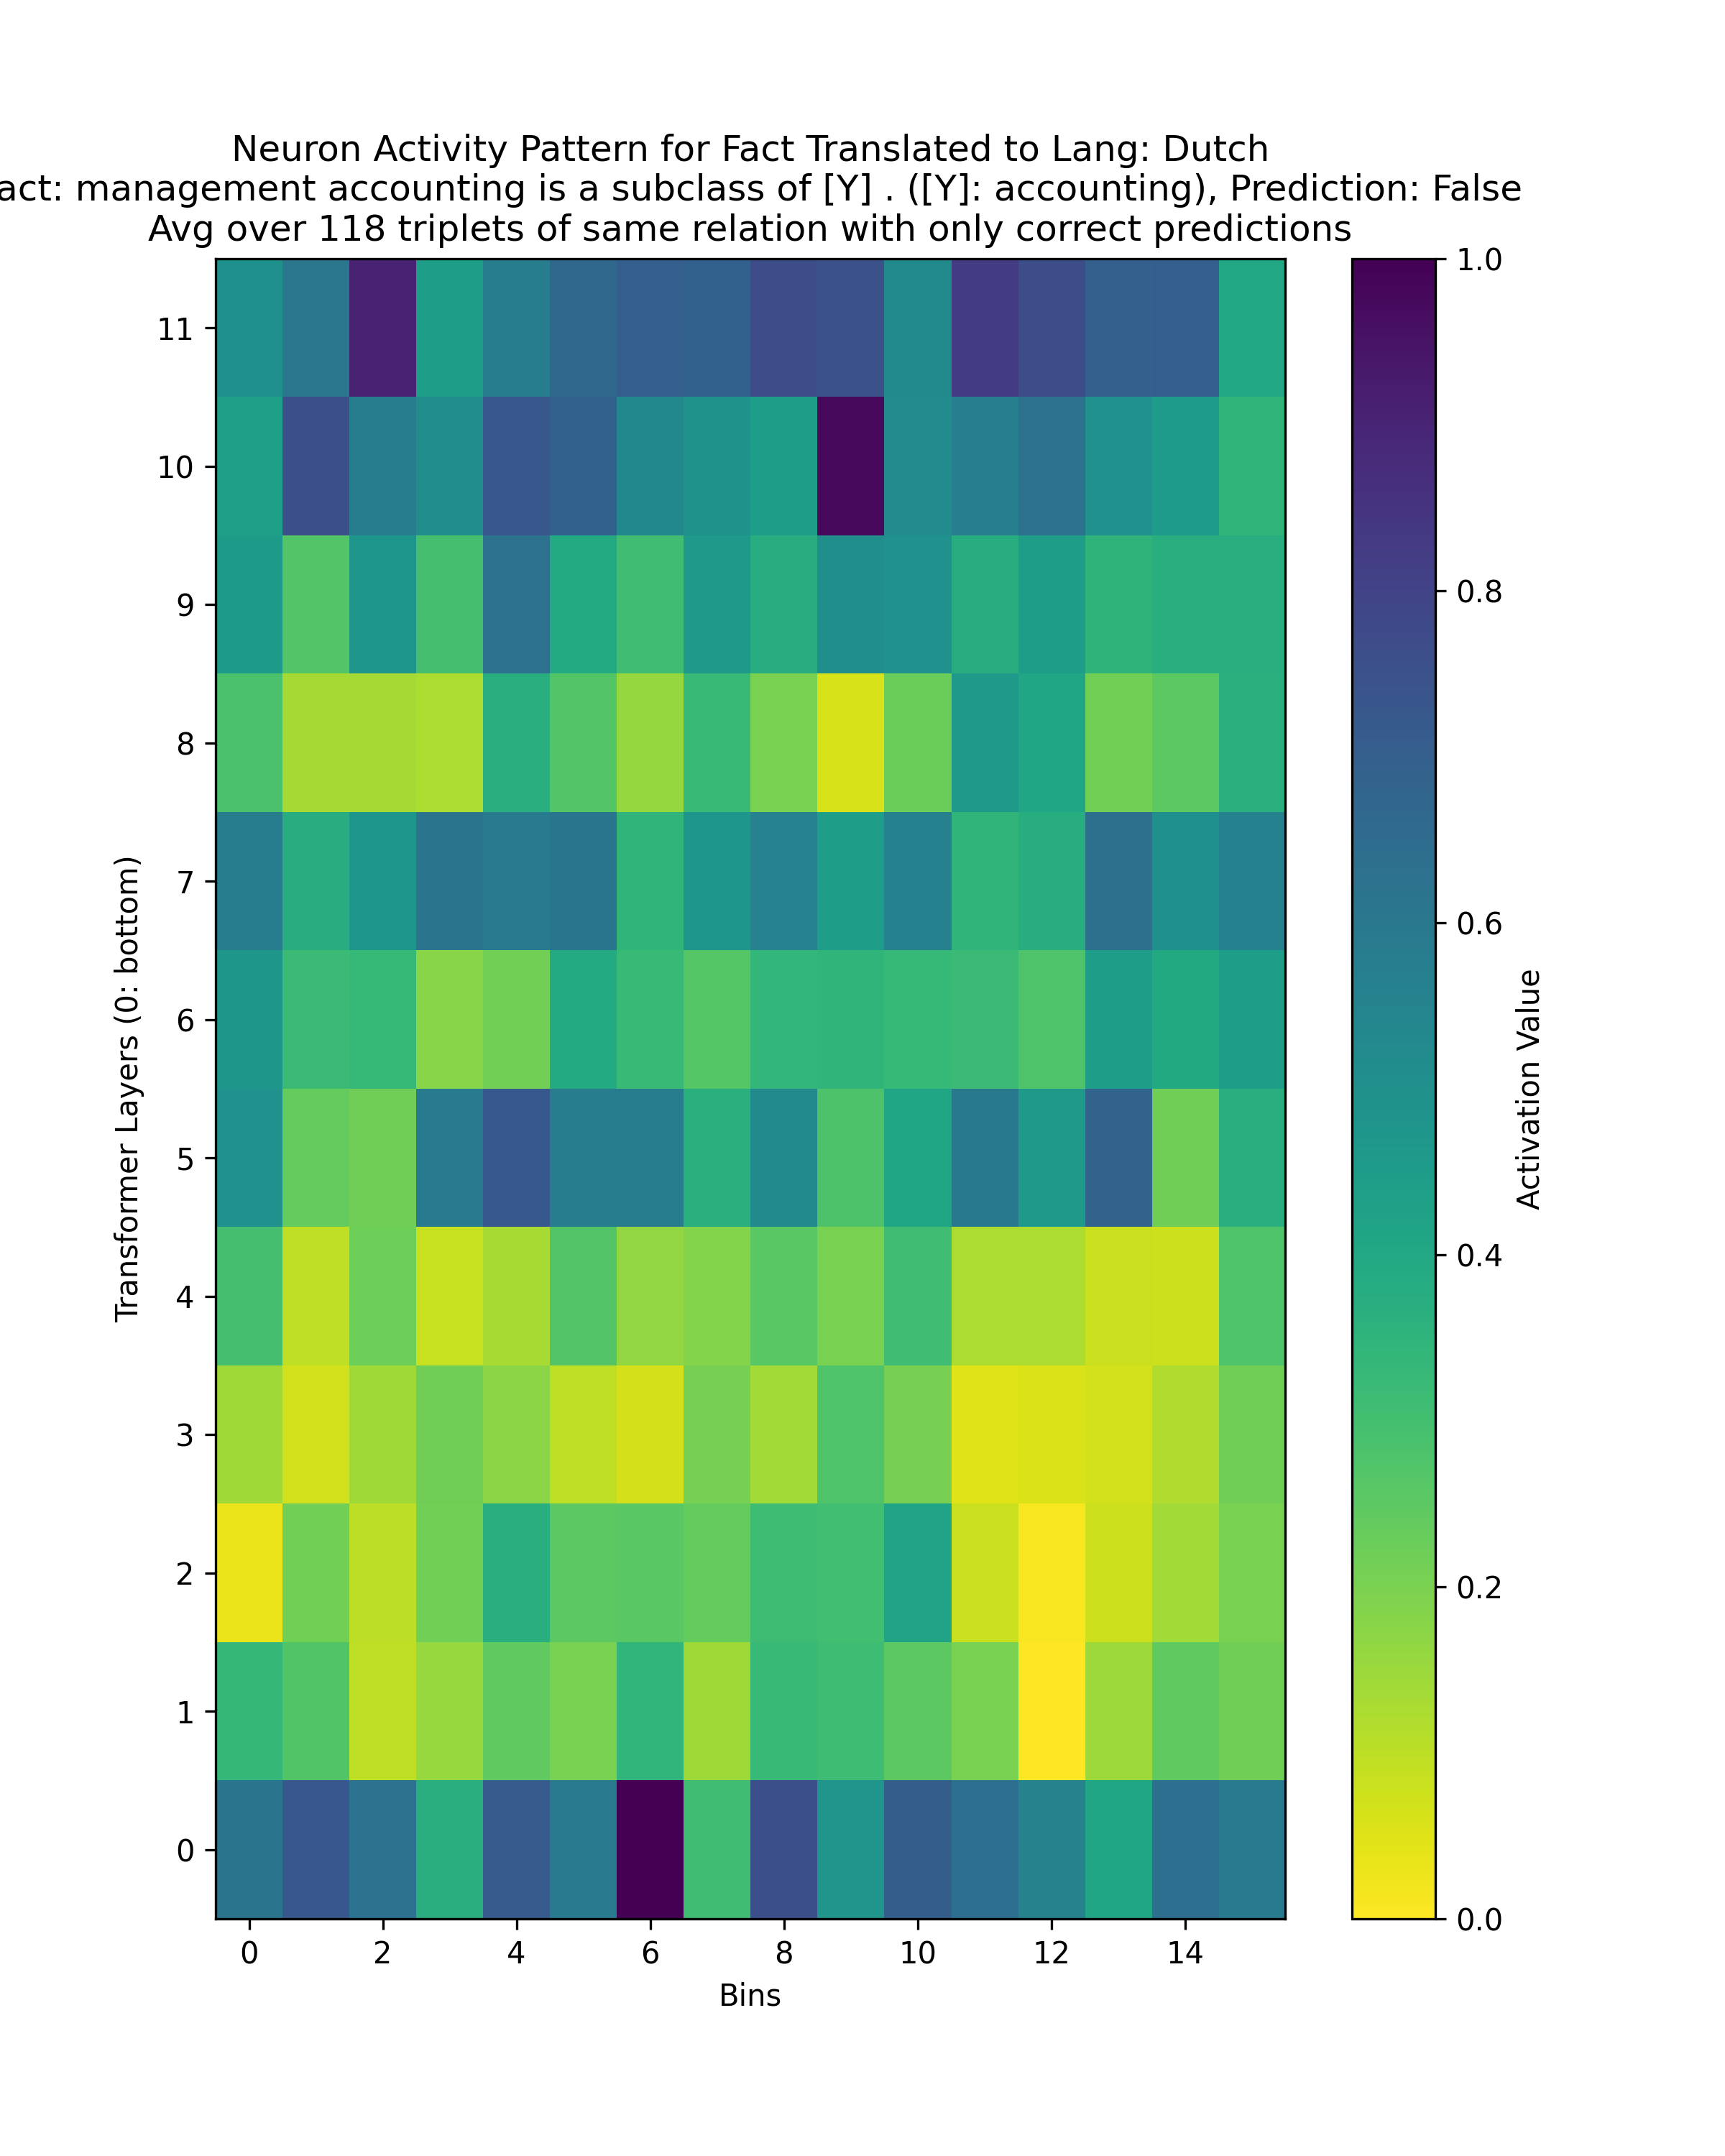 Neuron Activity Pattern for Fact Translated to Lang: Dutch
act: management accounting is a subclass of [Y] . ([Y]: accounting), Prediction: False
Avg over 118 triplets of same relation with only correct predictions
Transformer Layers (0: bottom)
11
10
9
8
7
6
5
4
3
2
1
0
0 2 4 6 8 10 12 14
Bins
1.0
0.8
0.6
0.4
0.2
0.0
Activation Value